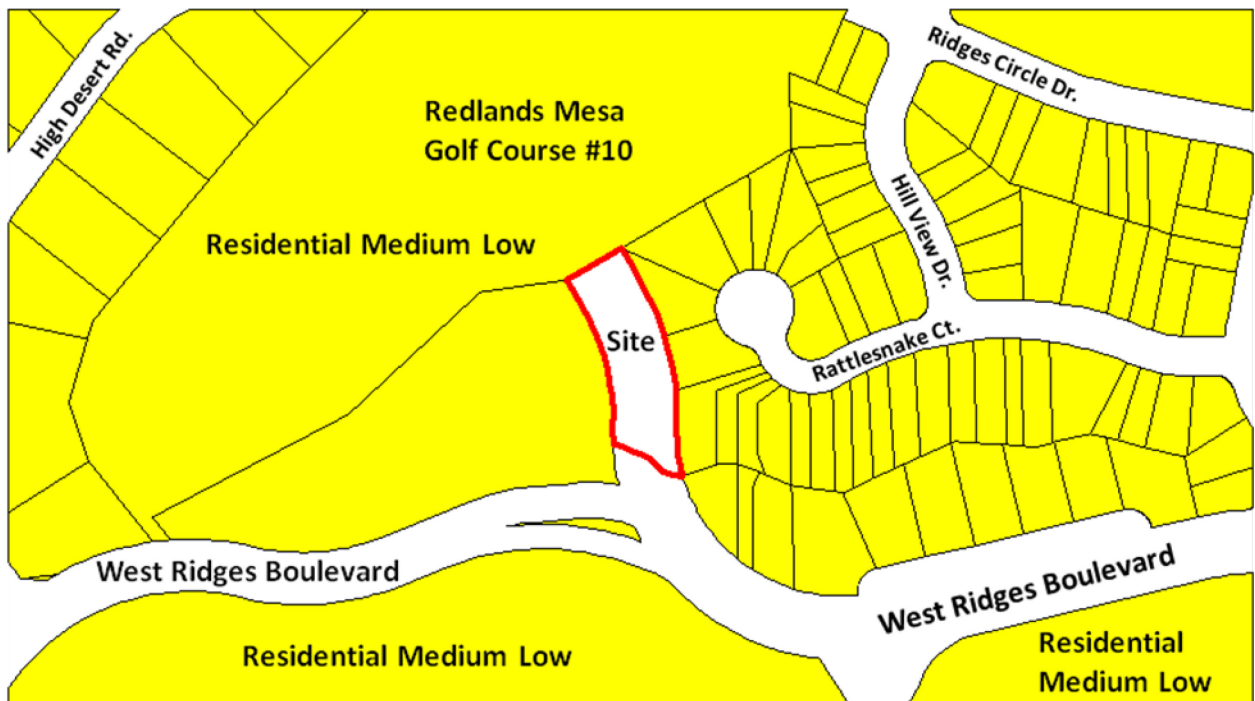 High Desert Rd.
Redlands Mesa
Golf Course #10
Ridges Circle Dr.
Residential Medium Low
Hill View Dr.
Site
Rattlesnake Ct.
West Ridges Boulevard
West Ridges Boulevard
Residential Medium Low
Residential
Medium Low